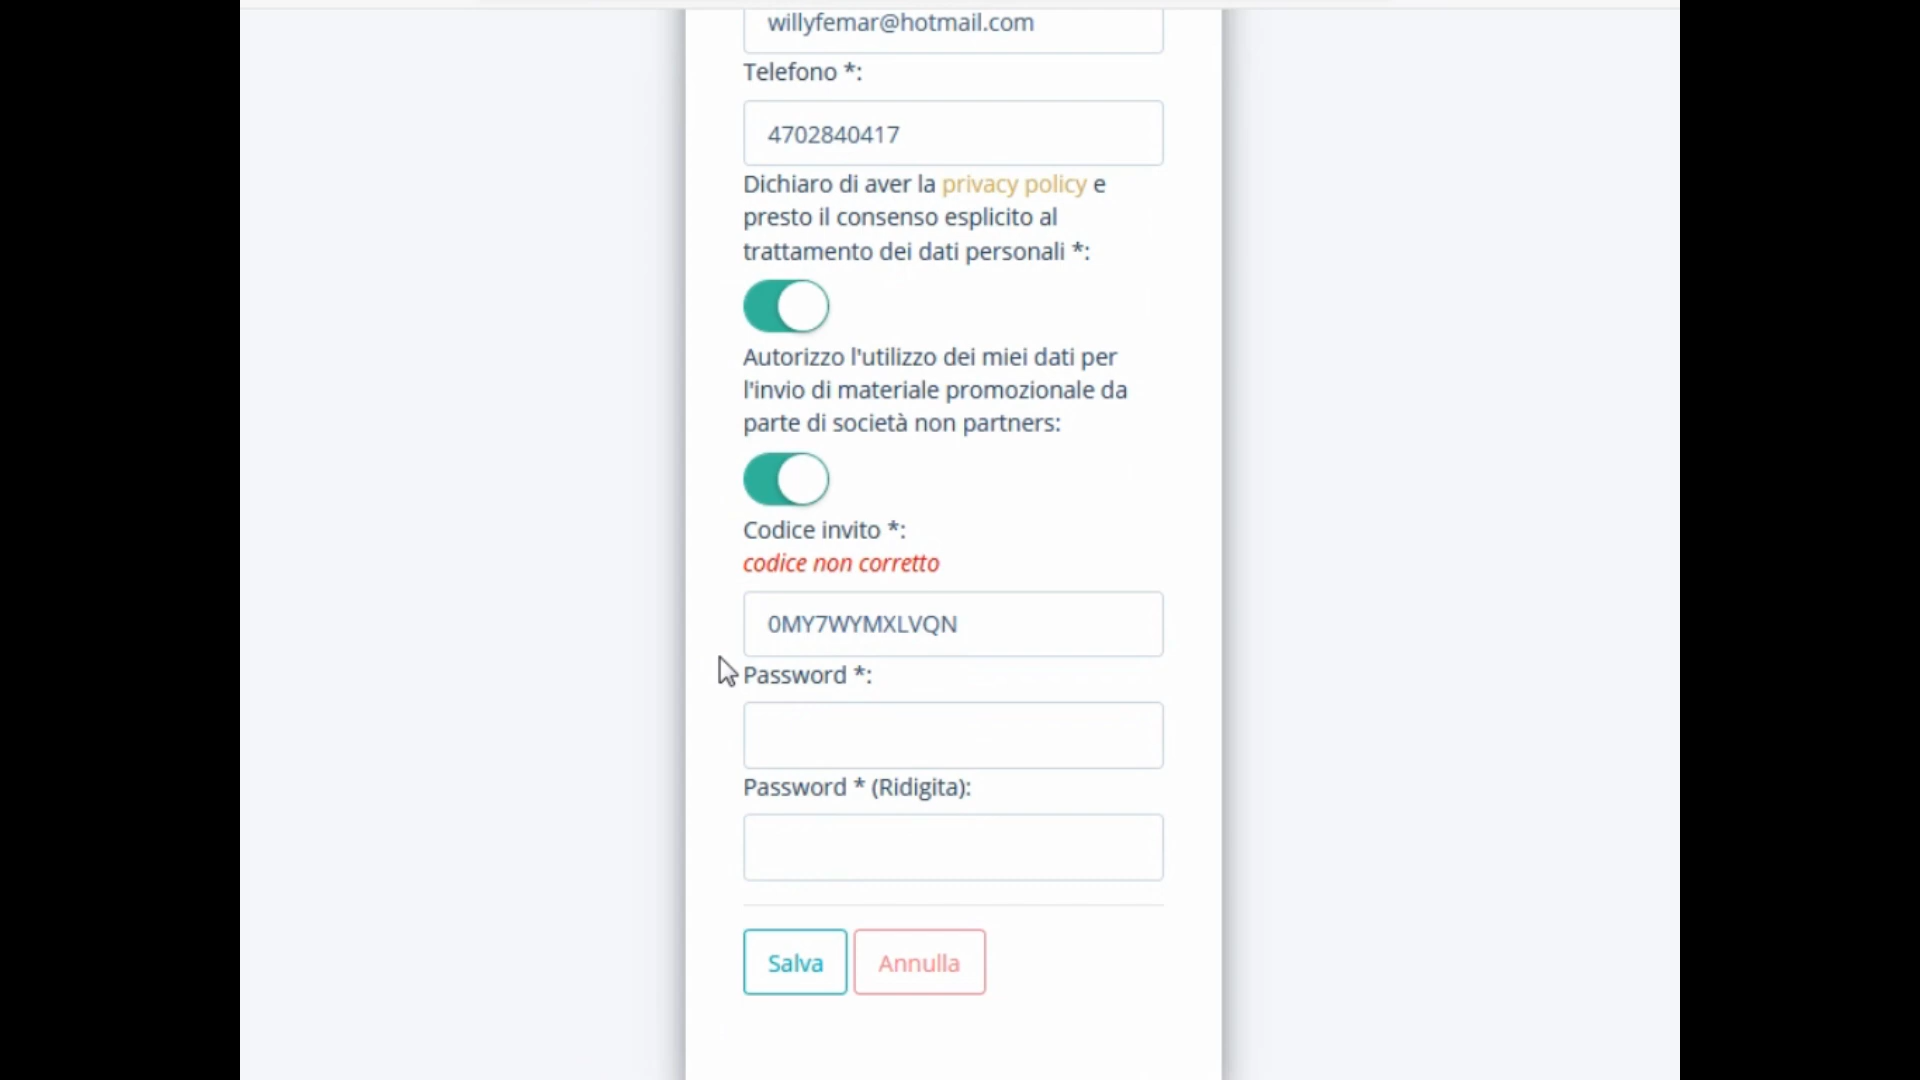 willyfemar@hotmail.com
Telefono *:
4702840417
Dichiaro di aver la privacy policy e
presto il consenso esplicito al
trattamento dei dati personali *:
Autorizzo l'utilizzo dei miei dati per
l'invio di materiale promozionale da
parte di società non partners:
Codice invito *:
codice non corretto
0MY7WYMXLVQN
Password *:
Password * (Ridigita):
Salva Annulla